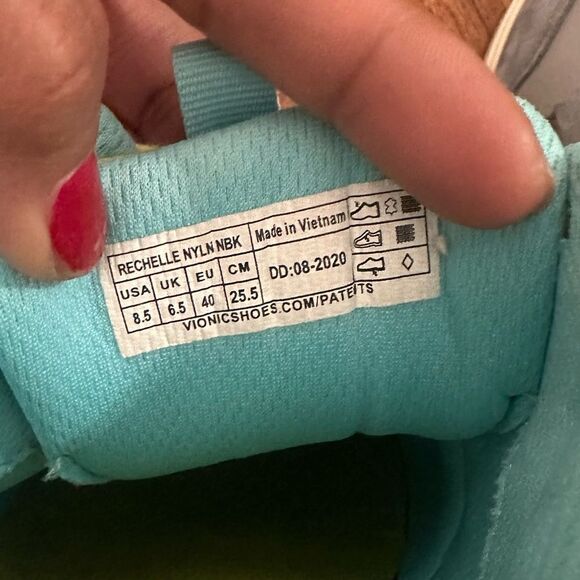 RECHELLE NYLN NBK
Made in Vietnam
USA UK EU CM
8.5 6.5 40 25.5
DD:08-2020
VIONICSHOES.COM/PATENTS